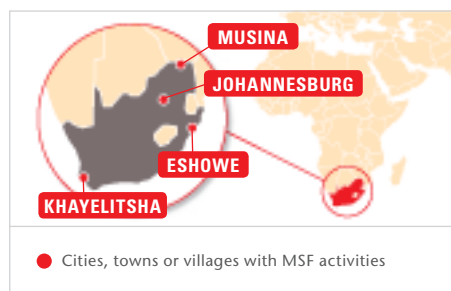 MUSINA
JOHANNESBURG
ESHOWE
KHAYELITSHA
Cities, towns or villages with MSF activities